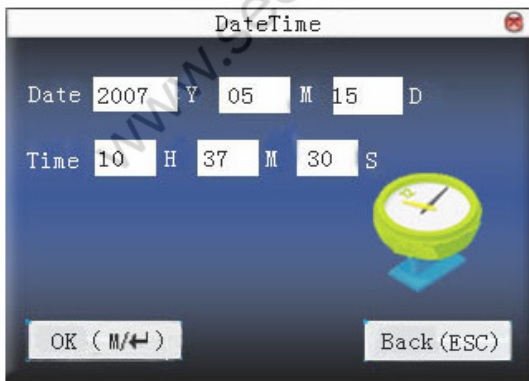 DateTime
Date 2007 Y 05 M 15 D
Time 10 H 37 M 30 S
OK (M/↵) Back(ESC)